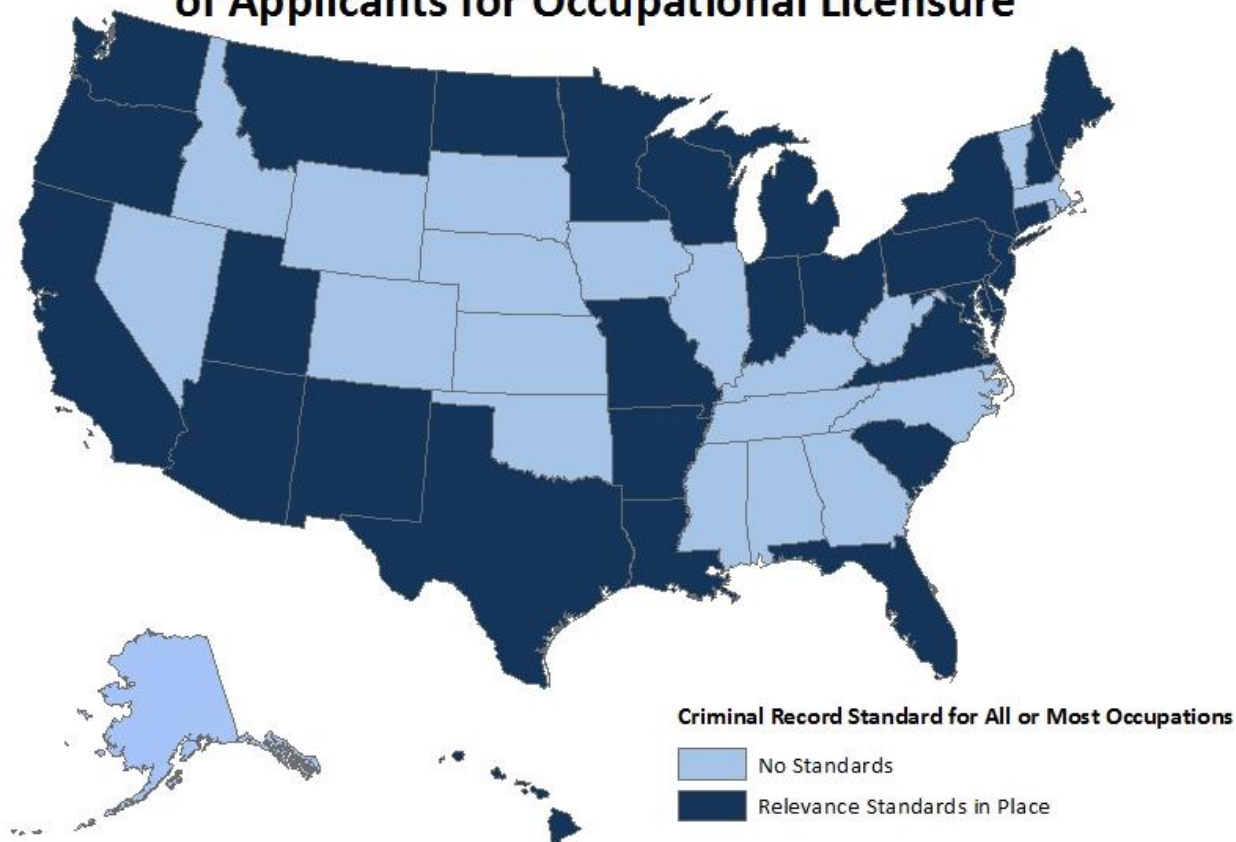 of Applicants for Occupational Licensure
Criminal Record Standard for All or Most Occupations
No Standards
Relevance Standards in Place